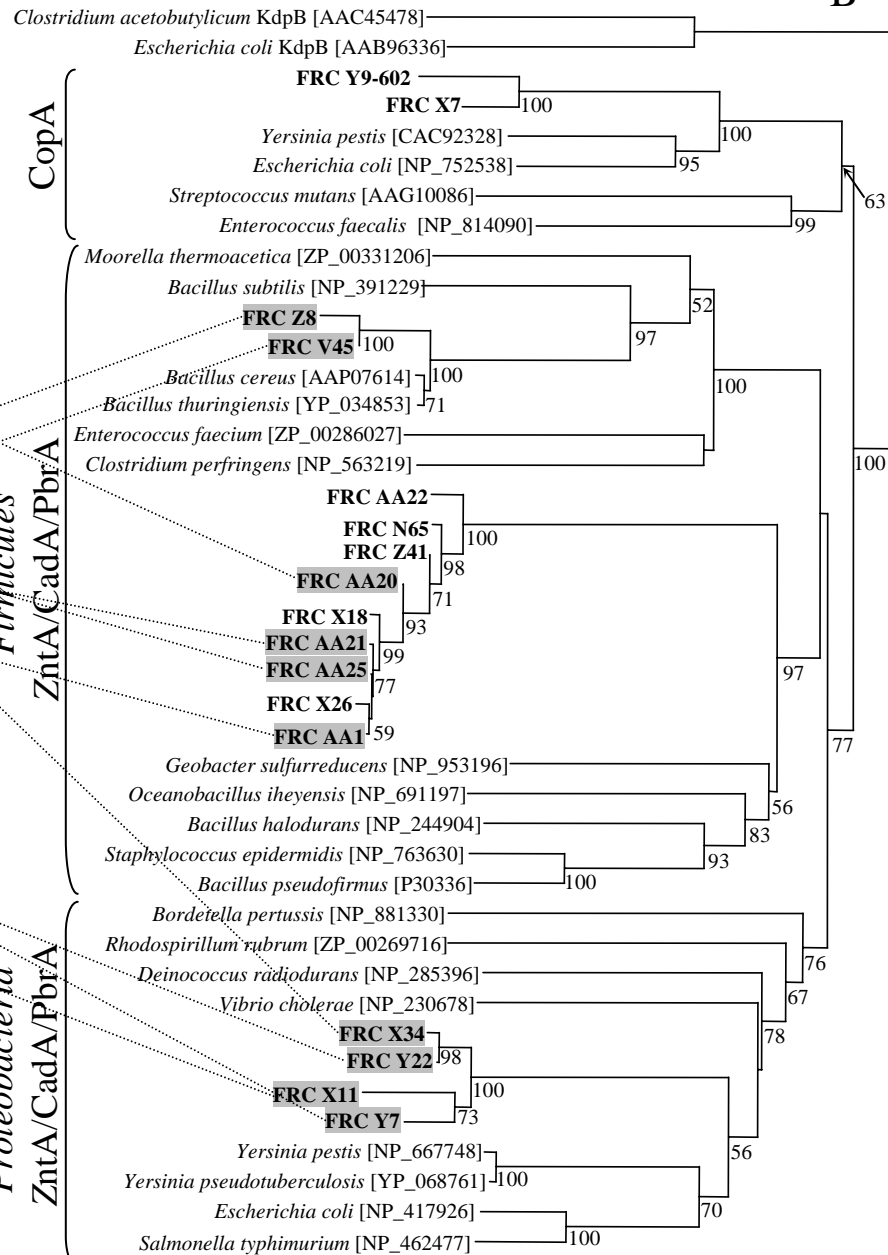 Clostridium acetobutylicum KdpB [AAC45478]
Escherichia coli KdpB [AAB96336]
CopA
FRC Y9-602
FRC X7
100
Yersinia pestis [CAC92328]
100
Escherichia coli [NP_752538]
95
Streptococcus mutans [AAG10086]
63
Enterococcus faecalis [NP_814090]
99
Firmicutes
ZntA/CadA/PbrA
Moorella thermoacetica [ZP_00331206]
Bacillus subtilis [NP_391229]
52
FRC Z8
97
FRC V45
100
Bacillus cereus [AAP07614]
100
100
Bacillus thuringiensis [YP_034853]
71
Enterococcus faecium [ZP_00286027]
Clostridium perfringens [NP_563219]
100
FRC AA22
FRC N65
100
FRC Z41
98
FRC AA20
71
FRC X18
93
FRC AA21
99
FRC AA25
97
77
FRC X26
FRC AA1
59
77
Geobacter sulfurreducens [NP_953196]
Oceanobacillus iheyensis [NP_691197]
56
Bacillus halodurans [NP_244904]
83
Staphylococcus epidermidis [NP_763630]
93
Bacillus pseudofirmus [P30336]
100
Proteobacteria
ZntA/CadA/PbrA
Bordetella pertussis [NP_881330]
Rhodospirillum rubrum [ZP_00269716]
76
Deinococcus radiodurans [NP_285396]
67
Vibrio cholerae [NP_230678]
78
FRC X34
FRC Y22
98
FRC X11
100
FRC Y7
73
Yersinia pestis [NP_667748]
56
Yersinia pseudotuberculosis [YP_068761]
100
Escherichia coli [NP_417926]
70
Salmonella typhimurium [NP_462477]
100